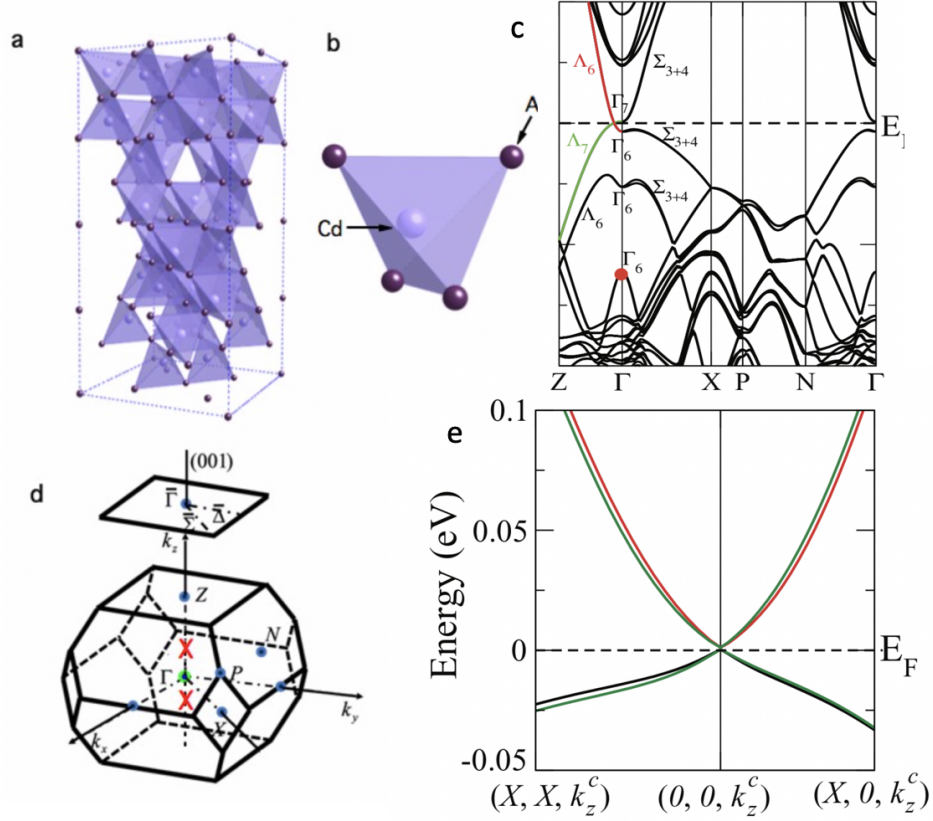 a
b
A
Cd
c
Λ6
Σ3+4
Γ7
E
Γ6
Σ3+4
Λ7
Σ3+4
Γ6
Λ6
Γ6
Z Γ X P N Γ
d
(001)
Γ̄
Σ̄ Δ̄
kz
Z
N
X
Γ P
X
ky
X
kx
e
0.1
Energy (eV)
0.05
0
EF
-0.05
(X, X, kzc) (0, 0, kzc) (X, 0, kzc)